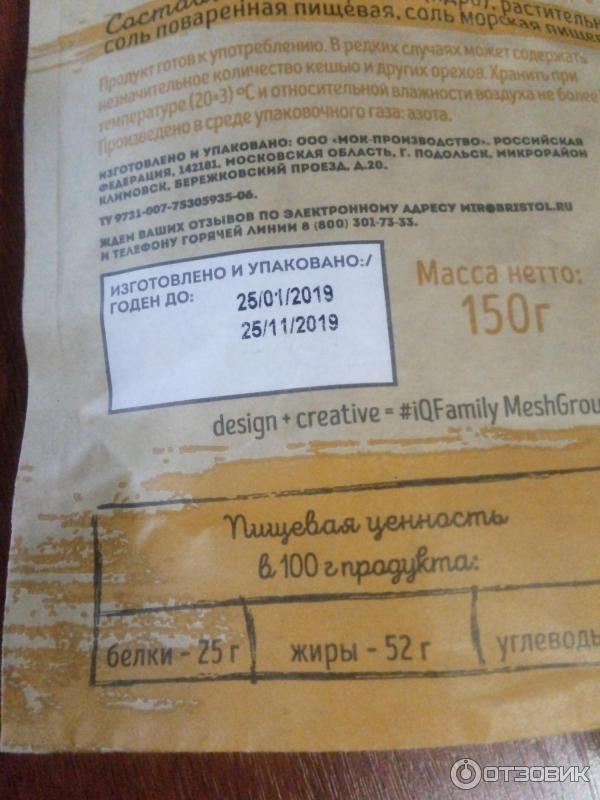 Состав
растительн
соль поваренная пищевая, соль морская пищев
Продукт готов к употреблению. В редких случаях может содержать
незначительное количество кешью и других орехов. Хранить при
температуре (20±3) °С и относительной влажности воздуха не более
Произведено в среде упаковочного газа: азота.
ИЗГОТОВЛЕНО И УПАКОВАНО: ООО «МОК-ПРОИЗВОДСТВО». РОССИЙСКАЯ
ФЕДЕРАЦИЯ, 142181, МОСКОВСКАЯ ОБЛАСТЬ, Г. ПОДОЛЬСК, МИКРОРАЙОН
КЛИМОВСК, БЕРЕЖКОВСКИЙ ПРОЕЗД, Д.20.
ТУ 9731-007-75305935-06.
ЖДЕМ ВАШИХ ОТЗЫВОВ ПО ЭЛЕКТРОННОМУ АДРЕСУ MIR@BRISTOL.RU
И ТЕЛЕФОНУ ГОРЯЧЕЙ ЛИНИИ 8 (800) 301-73-33.
ИЗГОТОВЛЕНО И УПАКОВАНО:/
ГОДЕН ДО:
25/01/2019
25/11/2019
Масса нетто:
150г
design + creative = #iQFamily MeshGrou
Пищевая ценность
в 100 г продукта:
белки - 25 г
жиры - 52 г
углеводы
ОТЗОВИК